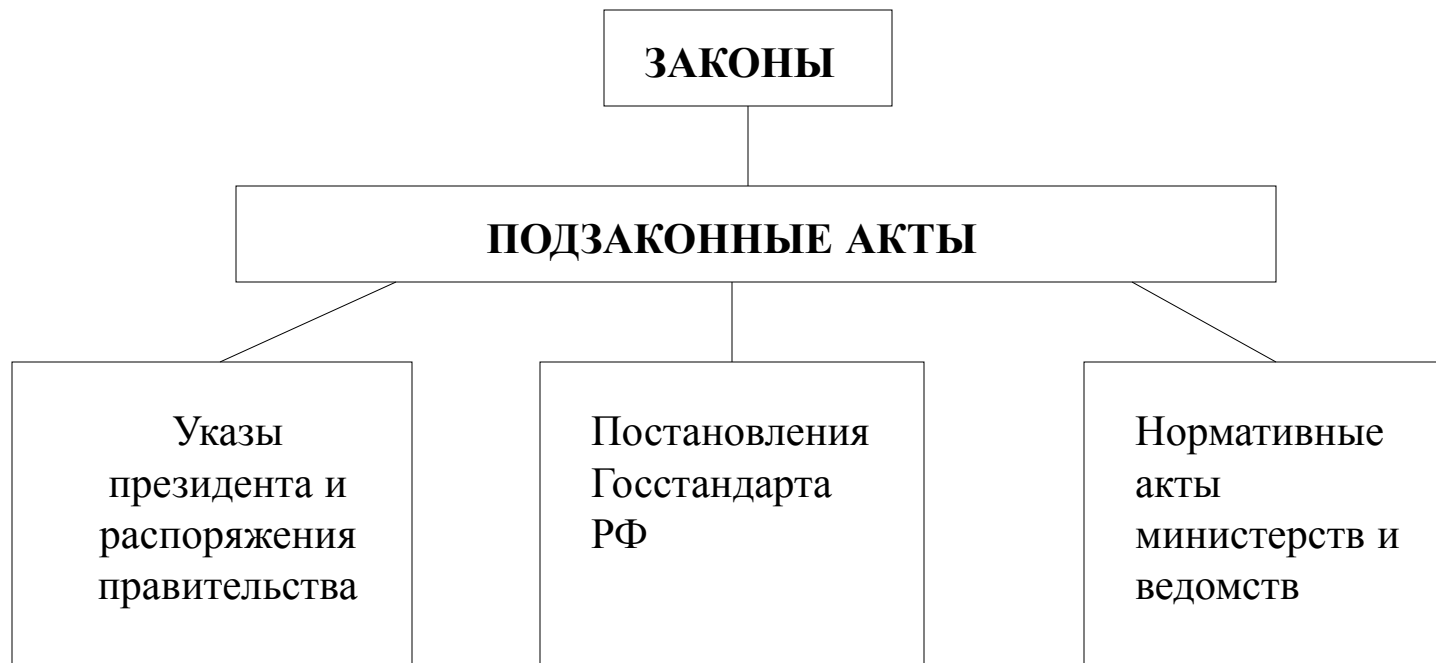 ЗАКОНЫ
ПОДЗАКОННЫЕ АКТЫ
Указы
президента и
распоряжения
правительства
Постановления
Госстандарта
РФ
Нормативные
акты
министерств и
ведомств